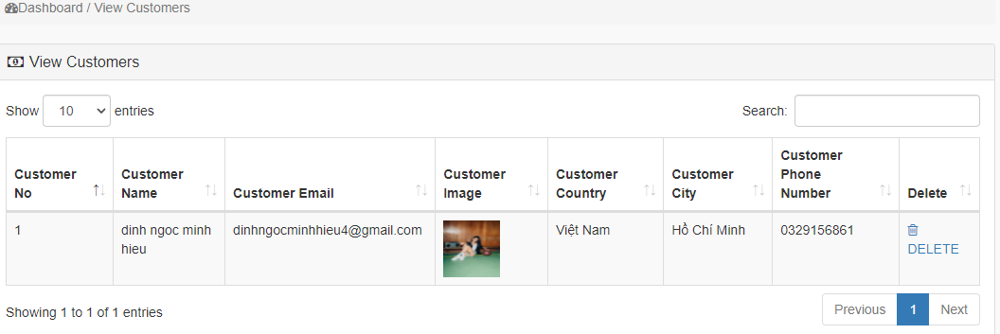 Dashboard / View Customers
View Customers
Show 10 entries Search:
Customer No Customer Name Customer Email Customer Image Customer Country Customer City Customer Phone Number Delete
1 dinh ngoc minh hieu dinhngocminhhieu4@gmail.com Việt Nam Hồ Chí Minh 0329156861 DELETE
Showing 1 to 1 of 1 entries Previous 1 Next